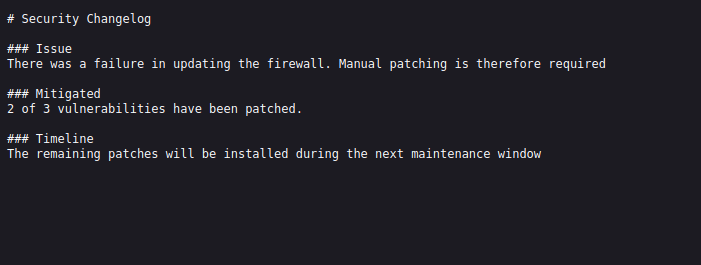 # Security Changelog
### Issue
There was a failure in updating the firewall. Manual patching is therefore required
### Mitigated
2 of 3 vulnerabilities have been patched.
### Timeline
The remaining patches will be installed during the next maintenance window